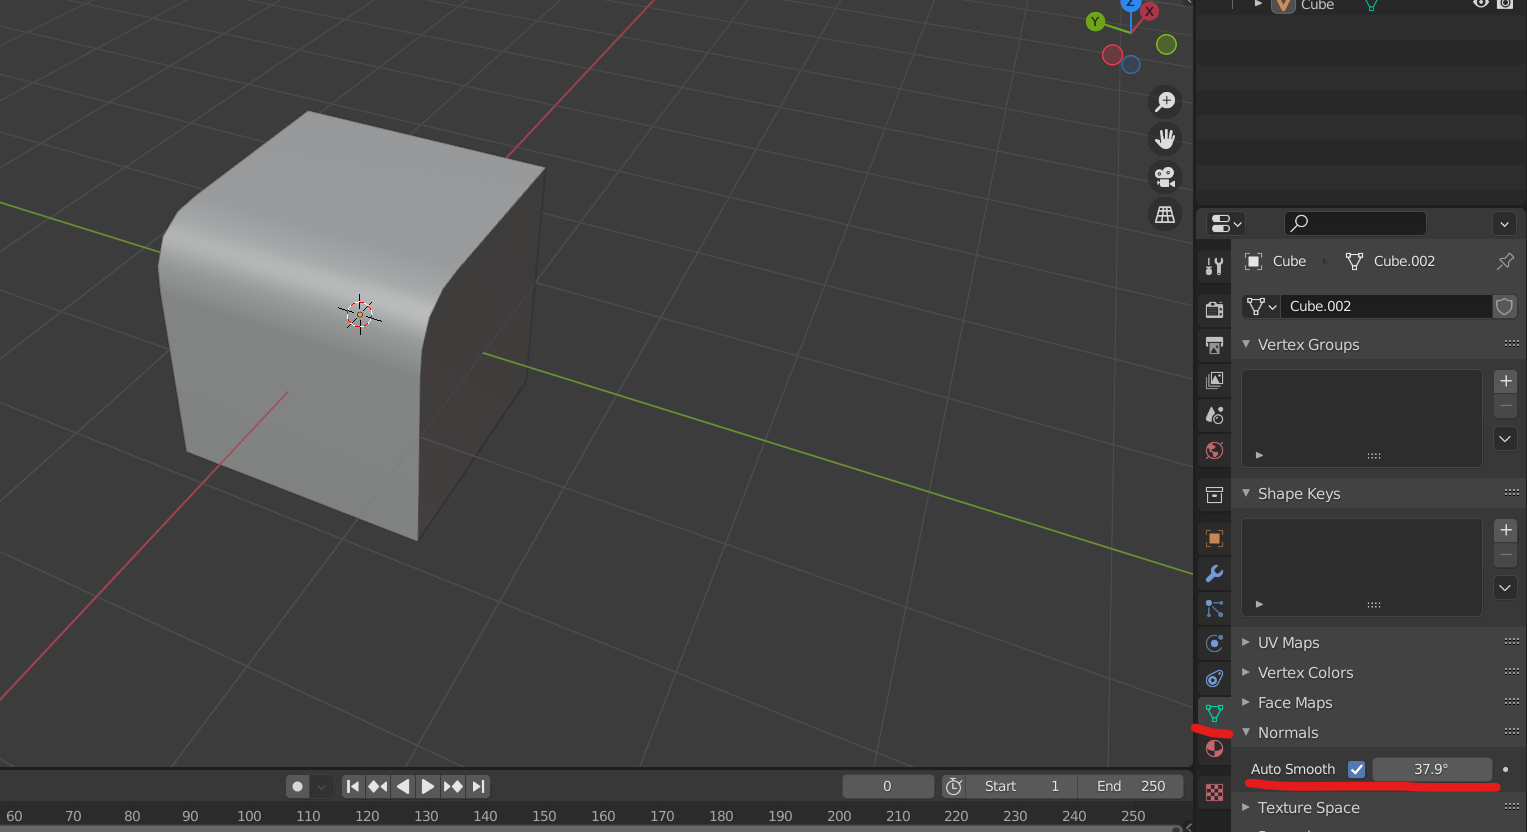 Cube
Z
X
Y
Cube
Cube.002
Cube.002
Vertex Groups
Shape Keys
UV Maps
Vertex Colors
Face Maps
Normals
Auto Smooth
37.9°
Texture Space
0
Start 1
End 250
60 70 80 90 100 110 120 130 140 150 160 170 180 190 200 210 220 230 240 250